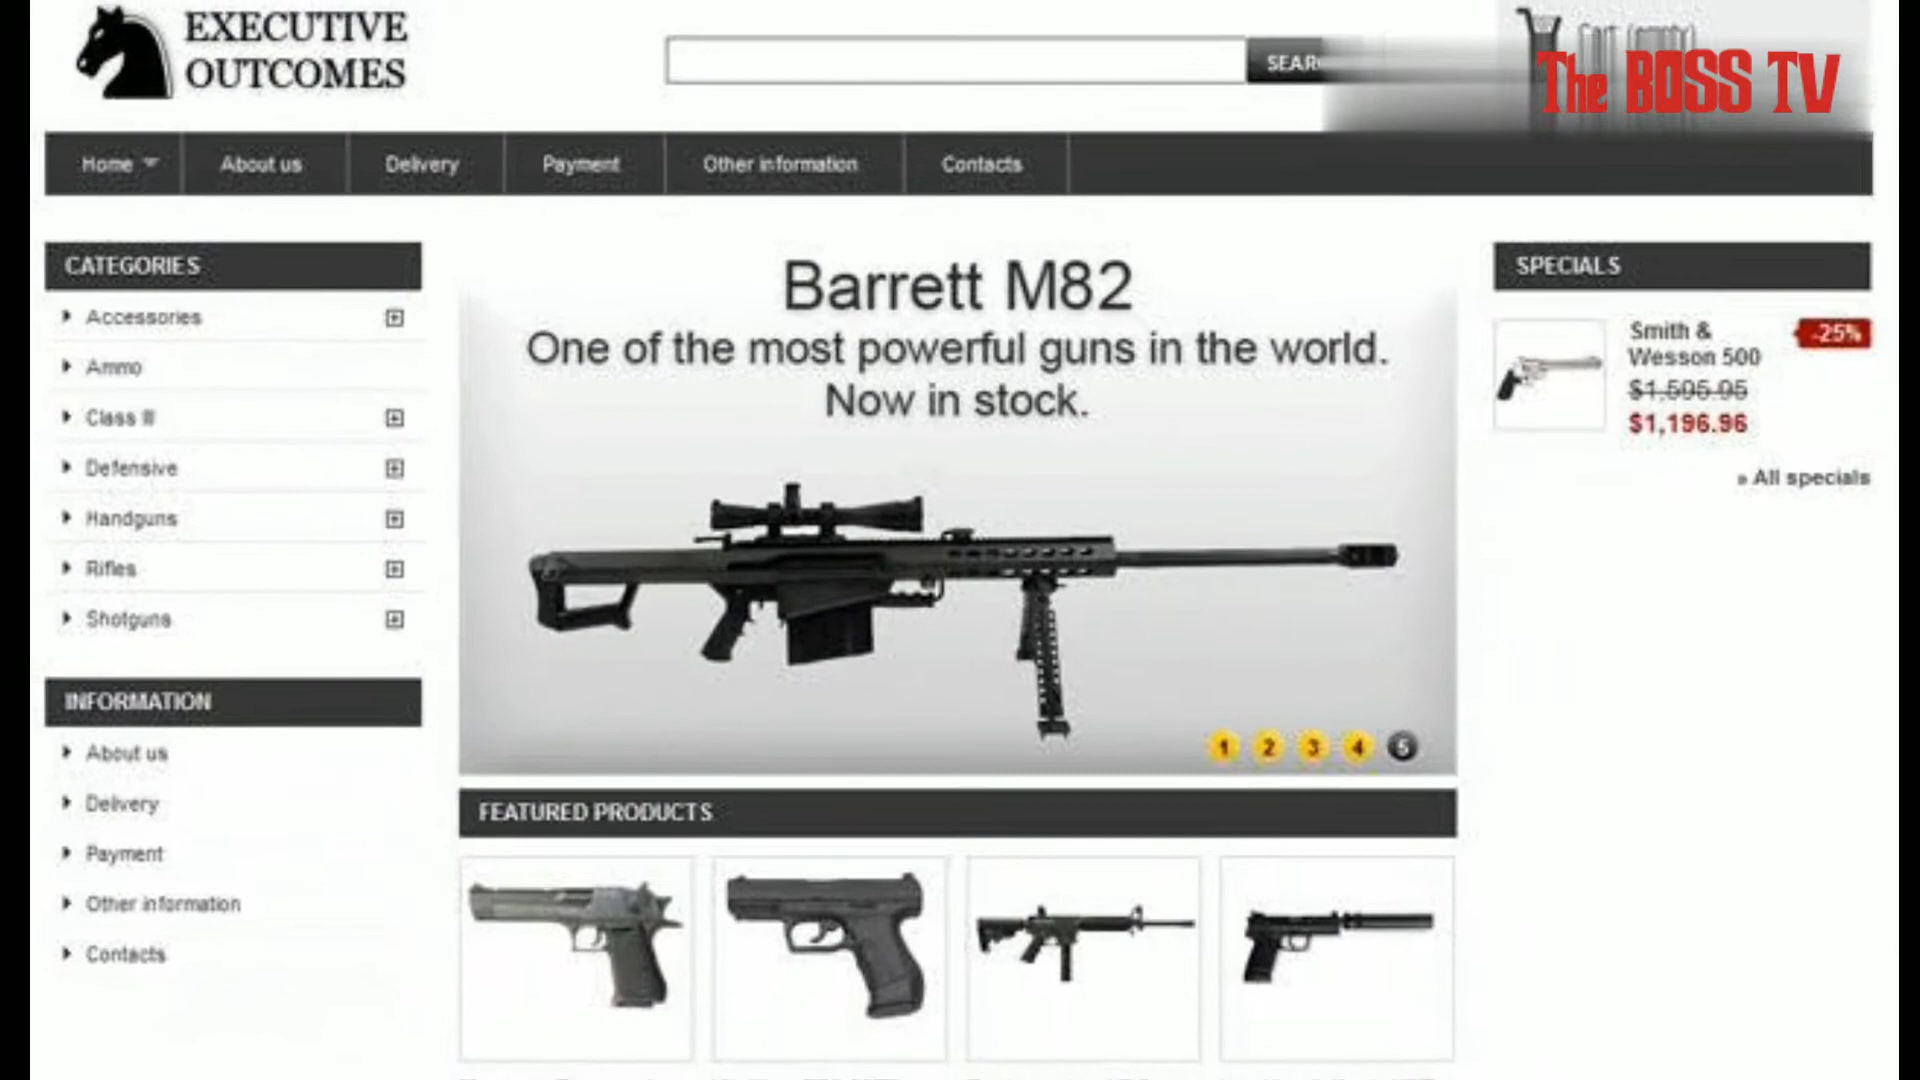 EXECUTIVE
OUTCOMES
SEAR
Cart (empty)
The BOSS TV
Home
About us
Delivery
Payment
Other information
Contacts
CATEGORIES
Accessories
Ammo
Class III
Defensive
Handguns
Rifles
Shotguns
INFORMATION
About us
Delivery
Payment
Other information
Contacts
Barrett M82
One of the most powerful guns in the world.
Now in stock.
1 2 3 4 5
FEATURED PRODUCTS
SPECIALS
Smith &
Wesson 500
-25%
$1,595.95
$1,196.96
» All specials